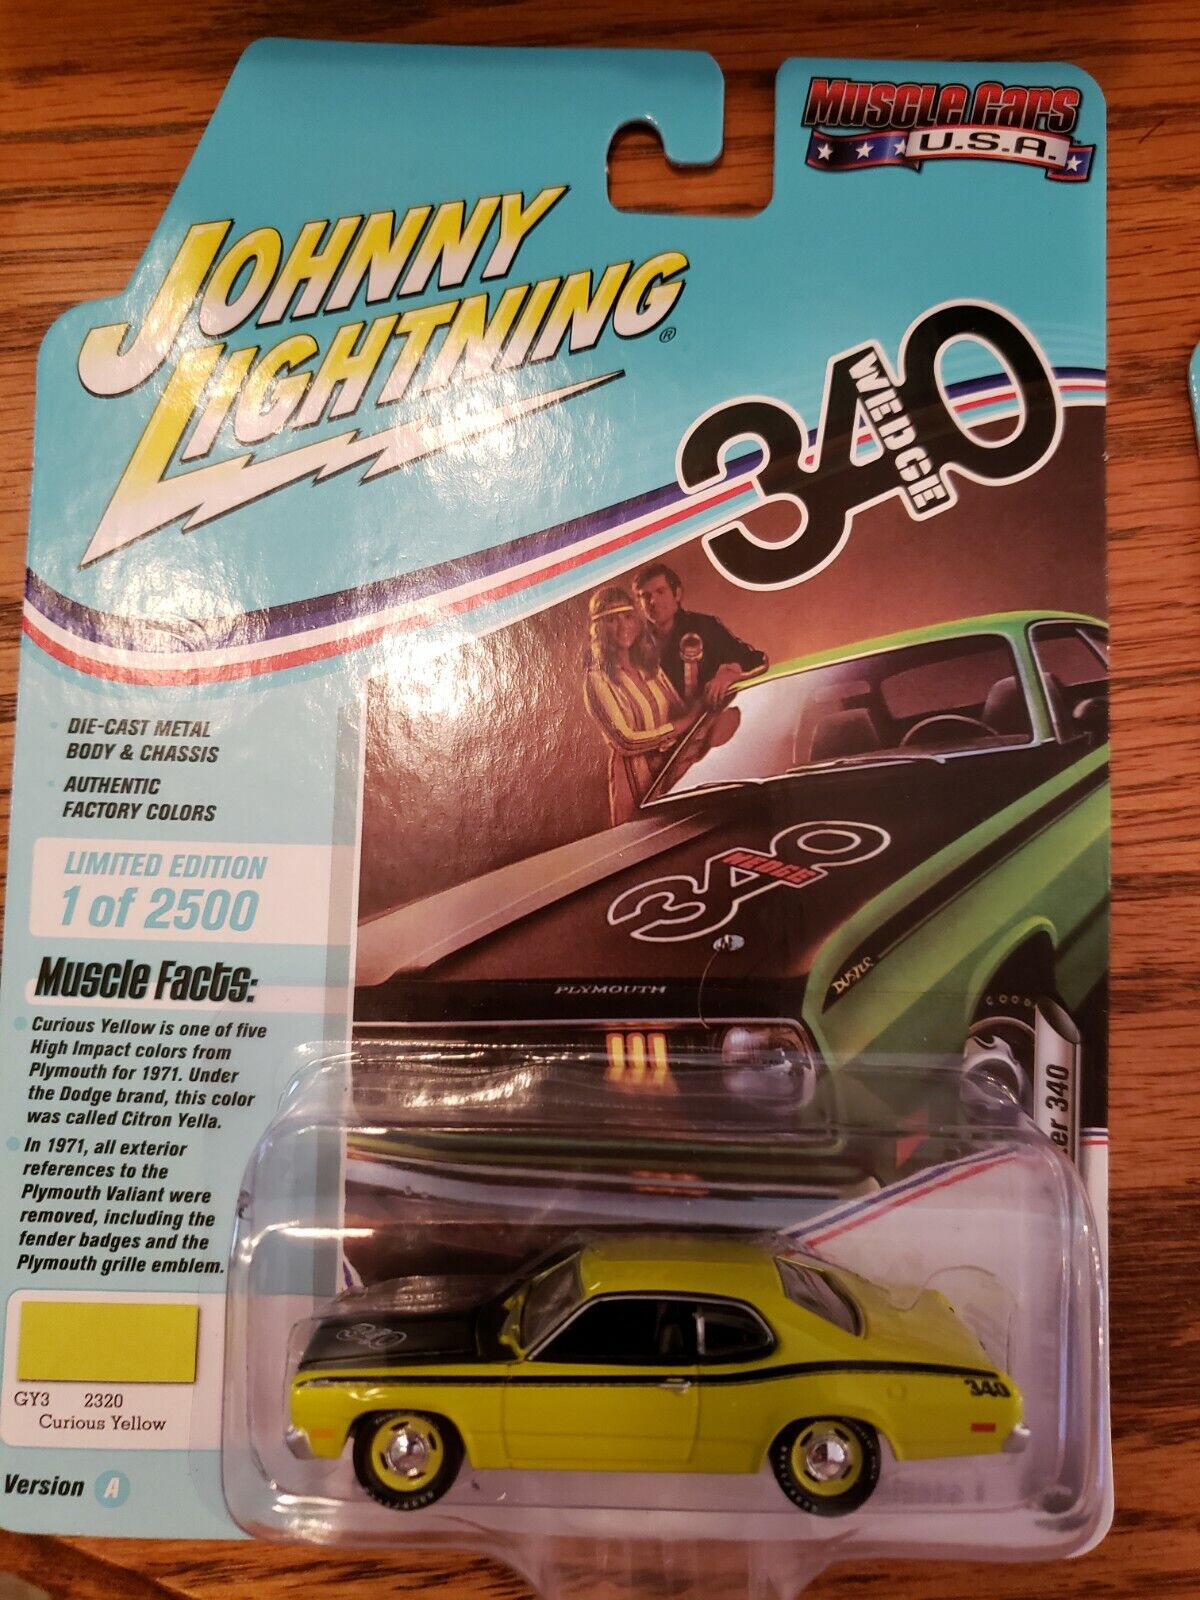 Muscle Cars
U.S.A.
JOHNNY
LIGHTNING®
340
WEDGE
DIE-CAST METAL
BODY & CHASSIS
AUTHENTIC
FACTORY COLORS
LIMITED EDITION
1 of 2500
Muscle Facts:
Curious Yellow is one of five
High Impact colors from
Plymouth for 1971. Under
the Dodge brand, this color
was called Citron Yella.
In 1971, all exterior
references to the
Plymouth Valiant were
removed, including the
fender badges and the
Plymouth grille emblem.
340
WEDGE
DUSTER
PLYMOUTH
GOOD
er 340
GY3 2320
Curious Yellow
Version A
340
340